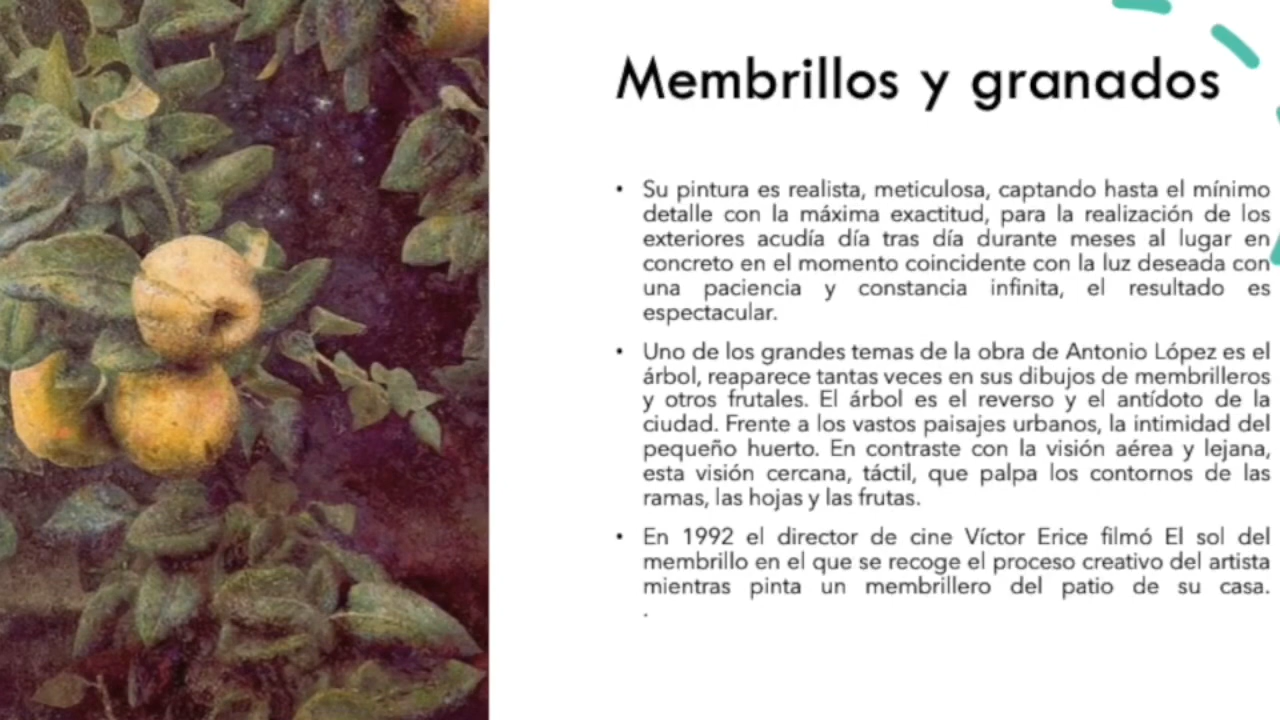 Membrillos y granados
• Su pintura es realista, meticulosa, captando hasta el mínimo
detalle con la máxima exactitud, para la realización de los
exteriores acudía día tras día durante meses al lugar en
concreto en el momento coincidente con la luz deseada con
una paciencia y constancia infinita, el resultado es
espectacular.
• Uno de los grandes temas de la obra de Antonio López es el
árbol, reaparece tantas veces en sus dibujos de membrilleros
y otros frutales. El árbol es el reverso y el antídoto de la
ciudad. Frente a los vastos paisajes urbanos, la intimidad del
pequeño huerto. En contraste con la visión aérea y lejana,
esta visión cercana, táctil, que palpa los contornos de las
ramas, las hojas y las frutas.
• En 1992 el director de cine Víctor Erice filmó El sol del
membrillo en el que se recoge el proceso creativo del artista
mientras pinta un membrillero del patio de su casa.
.